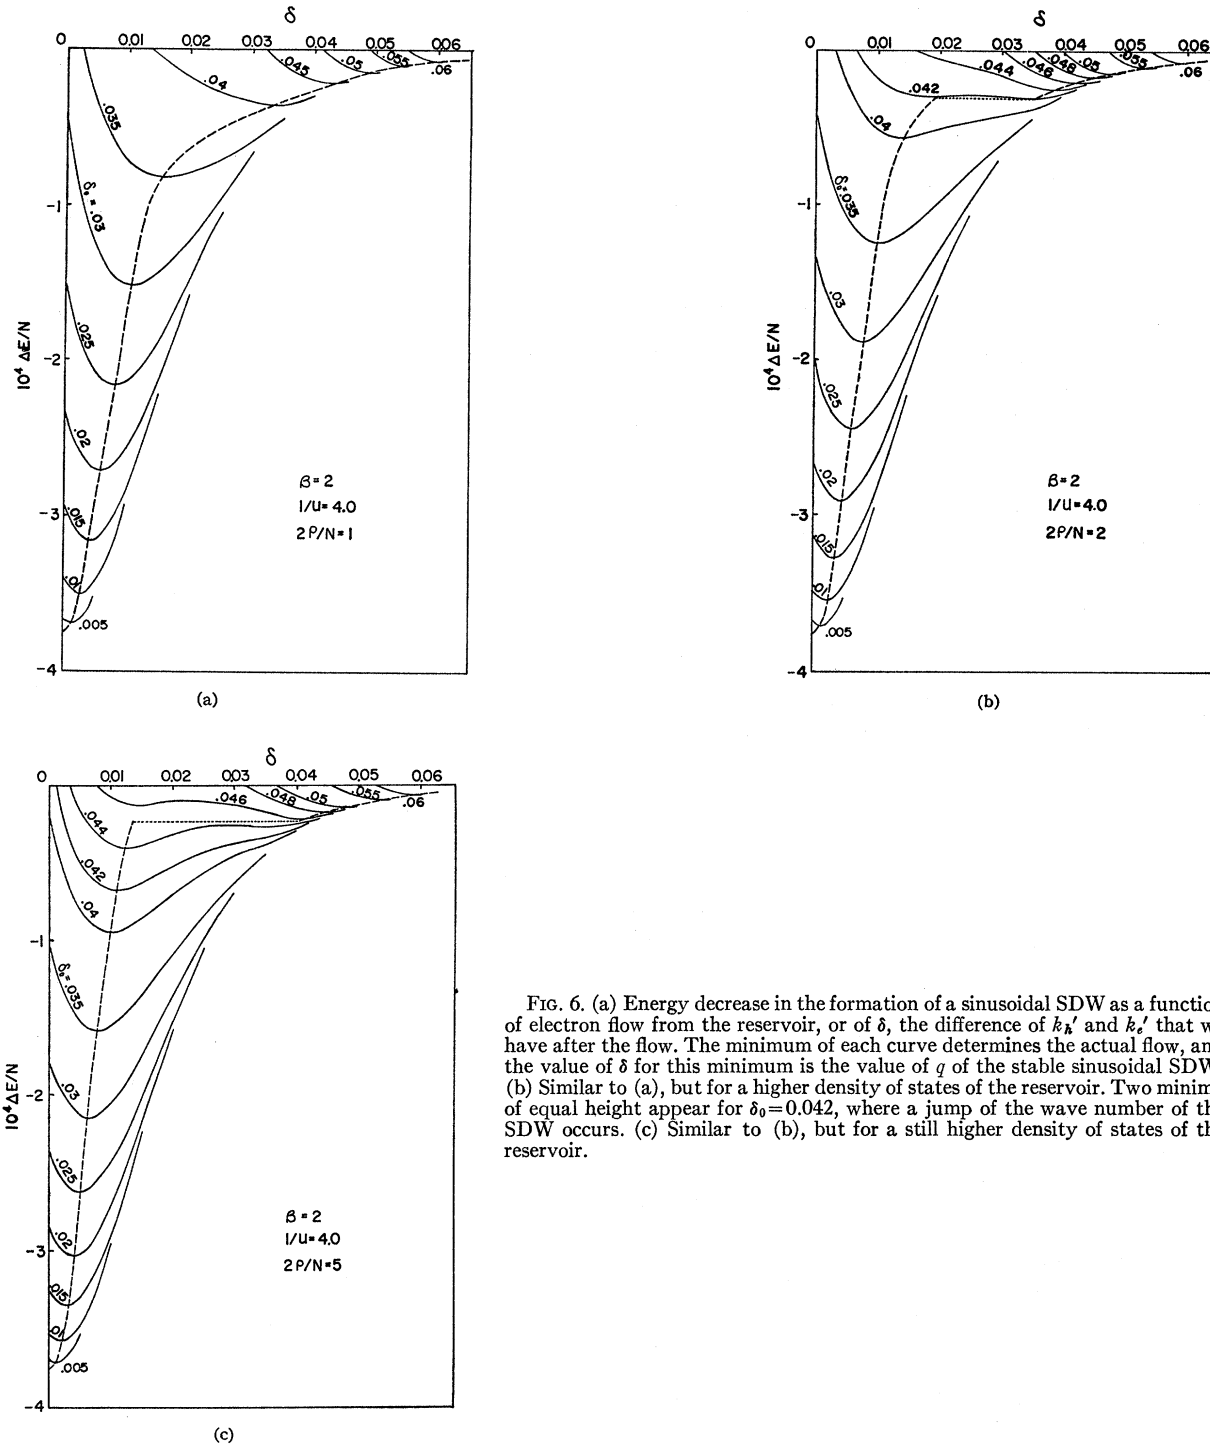 δ
0 0.01 0.02 0.03 0.04 0.05 0.06
.055
.05
.045
.04
.06
.035
δ₀=.03
-1
.025
10⁴ ΔE/N
-2
.02
β=2
1/U=4.0
2ρ/N=1
.015
-3
.01
.005
-4
(a)
δ
0 0.01 0.02 0.03 0.04 0.05 0.06
.055
.05
.048
.046
.044
.042
.06
.04
δ₀=.035
-1
.03
10⁴ ΔE/N
-2
.025
.02
β=2
1/U=4.0
2ρ/N=2
-3
.015
.01
.005
-4
(b)
δ
0 0.01 0.02 0.03 0.04 0.05 0.06
.046
.048
.05
.055
.06
.044
.042
.04
-1
δ₀=.035
.03
-2
10⁴ ΔE/N
.025
.02
β=2
1/U=4.0
2ρ/N=5
-3
.015
.01
.005
-4
(c)
FIG. 6. (a) Energy decrease in the formation of a sinusoidal SDW as a functio
of electron flow from the reservoir, or of δ, the difference of kₕ′ and kₑ′ that w
have after the flow. The minimum of each curve determines the actual flow, an
the value of δ for this minimum is the value of q of the stable sinusoidal SDW
(b) Similar to (a), but for a higher density of states of the reservoir. Two minim
of equal height appear for δ₀=0.042, where a jump of the wave number of th
SDW occurs. (c) Similar to (b), but for a still higher density of states of th
reservoir.